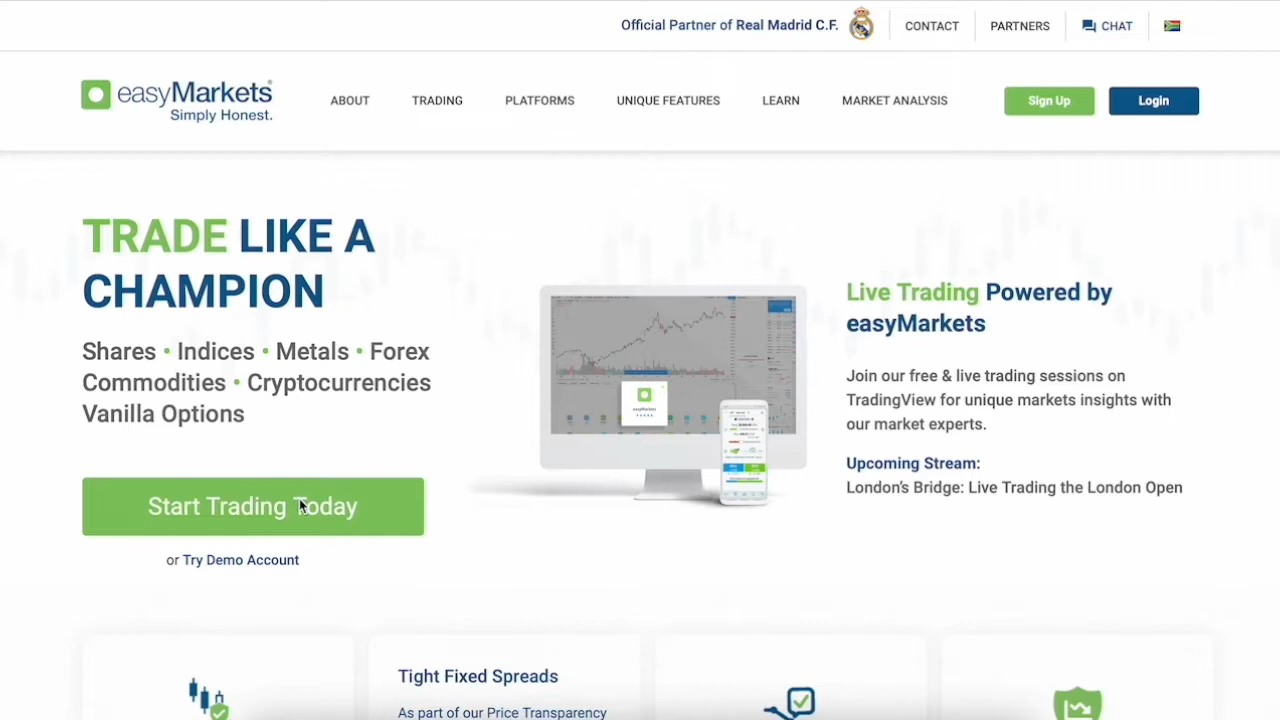 Official Partner of Real Madrid C.F.
CONTACT
PARTNERS
CHAT
easyMarkets®
Simply Honest.
ABOUT
TRADING
PLATFORMS
UNIQUE FEATURES
LEARN
MARKET ANALYSIS
Sign Up
Login
TRADE LIKE A
CHAMPION
Shares • Indices • Metals • Forex
Commodities • Cryptocurrencies
Vanilla Options
Start Trading Today
or Try Demo Account
easyMarkets
Live Trading Powered by
easyMarkets
Join our free & live trading sessions on
TradingView for unique markets insights with
our market experts.
Upcoming Stream:
London’s Bridge: Live Trading the London Open
Tight Fixed Spreads
As part of our Price Transparency